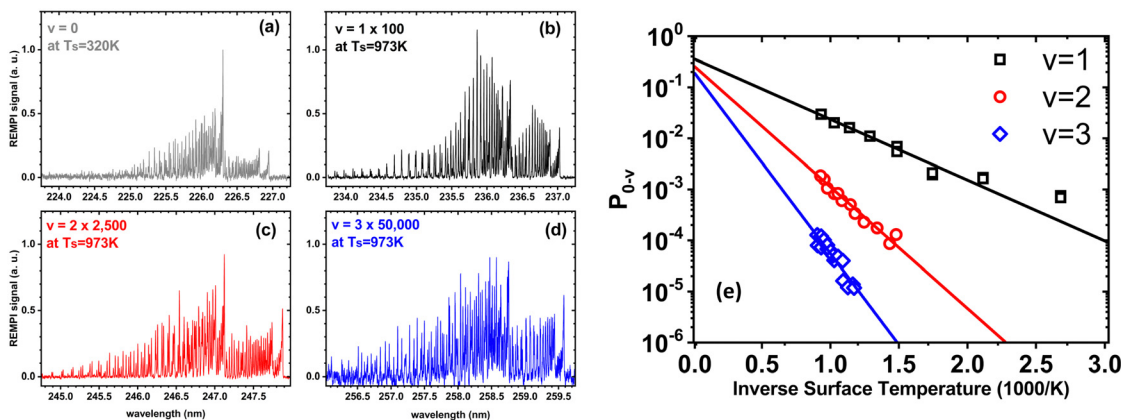 (a)
v = 0
at Ts=320K
REMPI signal (a. u.)
1.0
0.5
0.0
224.0 224.5 225.0 225.5 226.0 226.5 227.0
(b)
v = 1 x 100
at Ts=973K
1.0
0.5
0.0
234.0 234.5 235.0 235.5 236.0 236.5 237.0
(c)
v = 2 x 2,500
at Ts=973K
REMPI signal (a. u.)
1.0
0.5
0.0
245.0 245.5 246.0 246.5 247.0 247.5
wavelength (nm)
(d)
v = 3 x 50,000
at Ts=973K
1.0
0.5
0.0
256.5 257.0 257.5 258.0 258.5 259.0 259.5
wavelength (nm)
P0-v
10^0
10^-1
10^-2
10^-3
10^-4
10^-5
10^-6
v=1
v=2
v=3
(e)
0.0 0.5 1.0 1.5 2.0 2.5 3.0
Inverse Surface Temperature (1000/K)